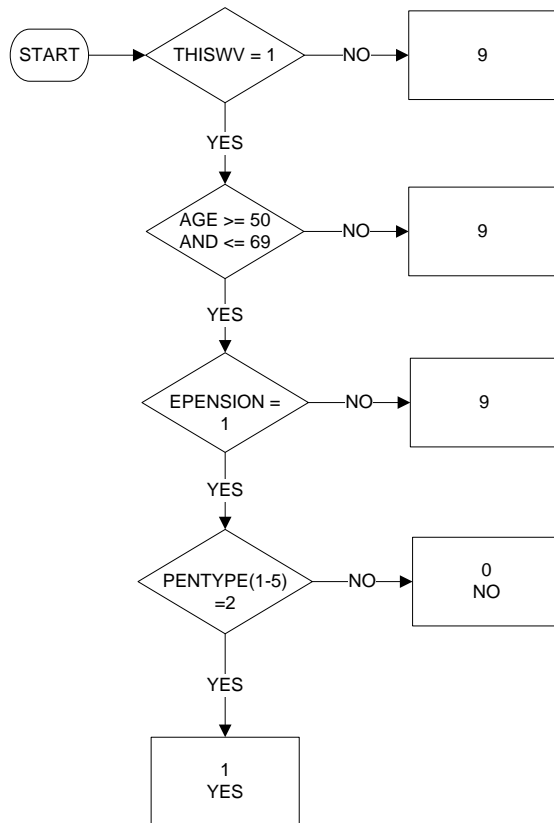 START
THISWV = 1
NO
9
YES
AGE >= 50
AND <= 69
NO
9
YES
EPENSION =
1
NO
9
YES
PENTYPE(1-5)
=2
NO
0
NO
YES
1
YES